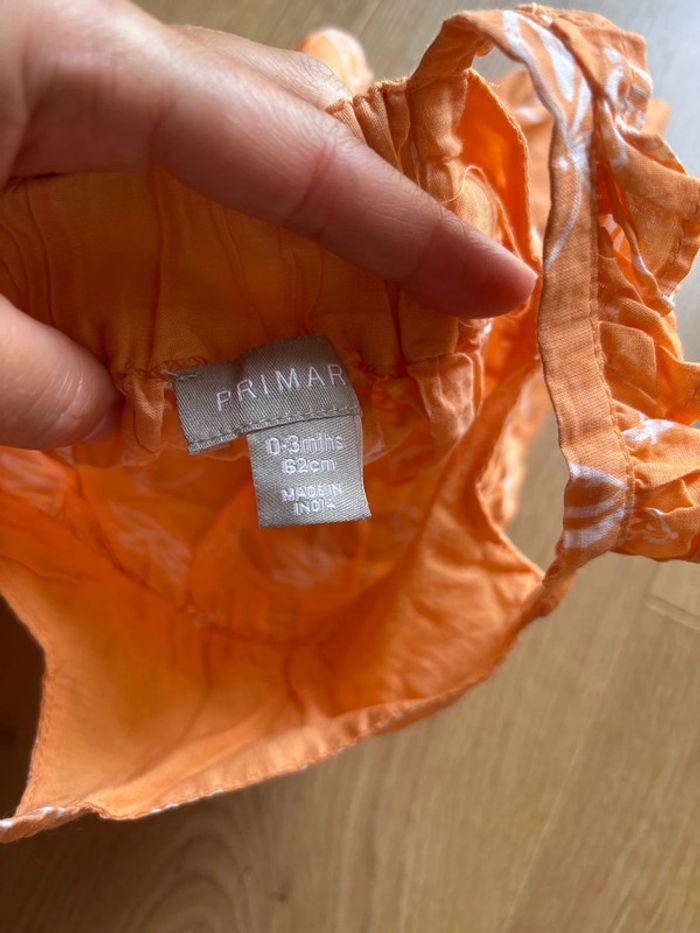 PRIMAR
0-3mths
62cm
MADE IN
INDIA